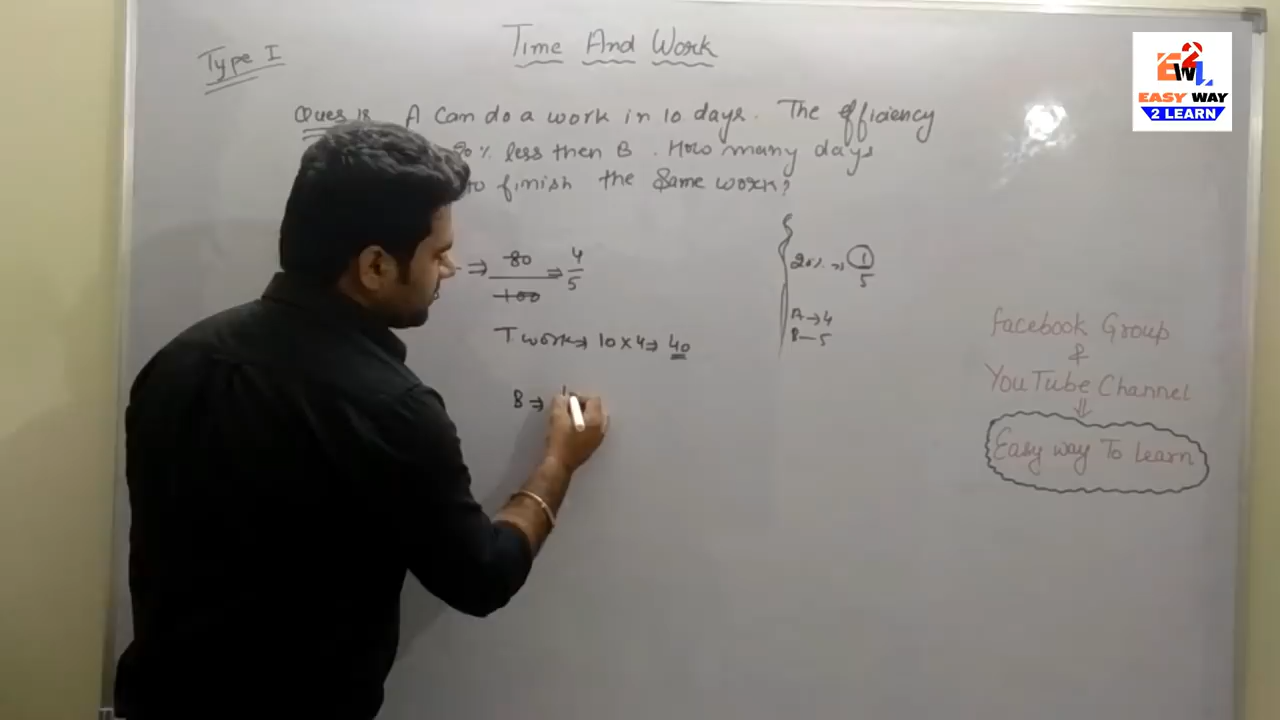 Type I
Time And Work
Ques 18 A Can do a work in 10 days. The efficiency
0% less then B. How many days
to finish the same work?
⇒ 80/100 ⇒ 4/5
T work ⇒ 10 x 4 ⇒ 40
B ⇒
20% ⇒ 1/5
A → 4
B — 5
Facebook Group
&
YouTube Channel
⇓
Easy way To Learn
E2L
W
EASY WAY
2 LEARN